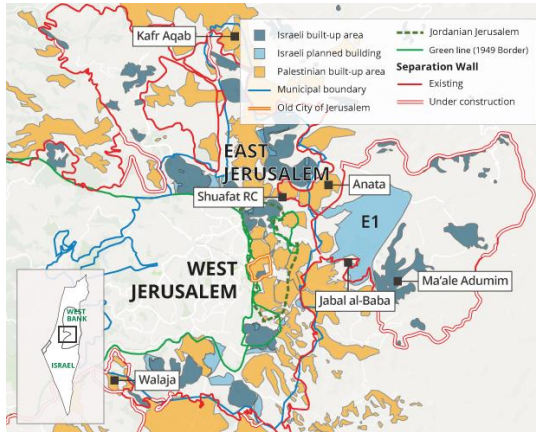 Kafr Aqab
Israeli built-up area
Israeli planned building
Palestinian built-up area
Municipal boundary
Old City of Jerusalem
Jordanian Jerusalem
Green line (1949 Border)
Separation Wall
Existing
Under construction
EAST
JERUSALEM
Anata
Shuafat RC
E1
WEST
JERUSALEM
Ma'ale Adumim
Jabal al-Baba
WEST
BANK
ISRAEL
Walaja